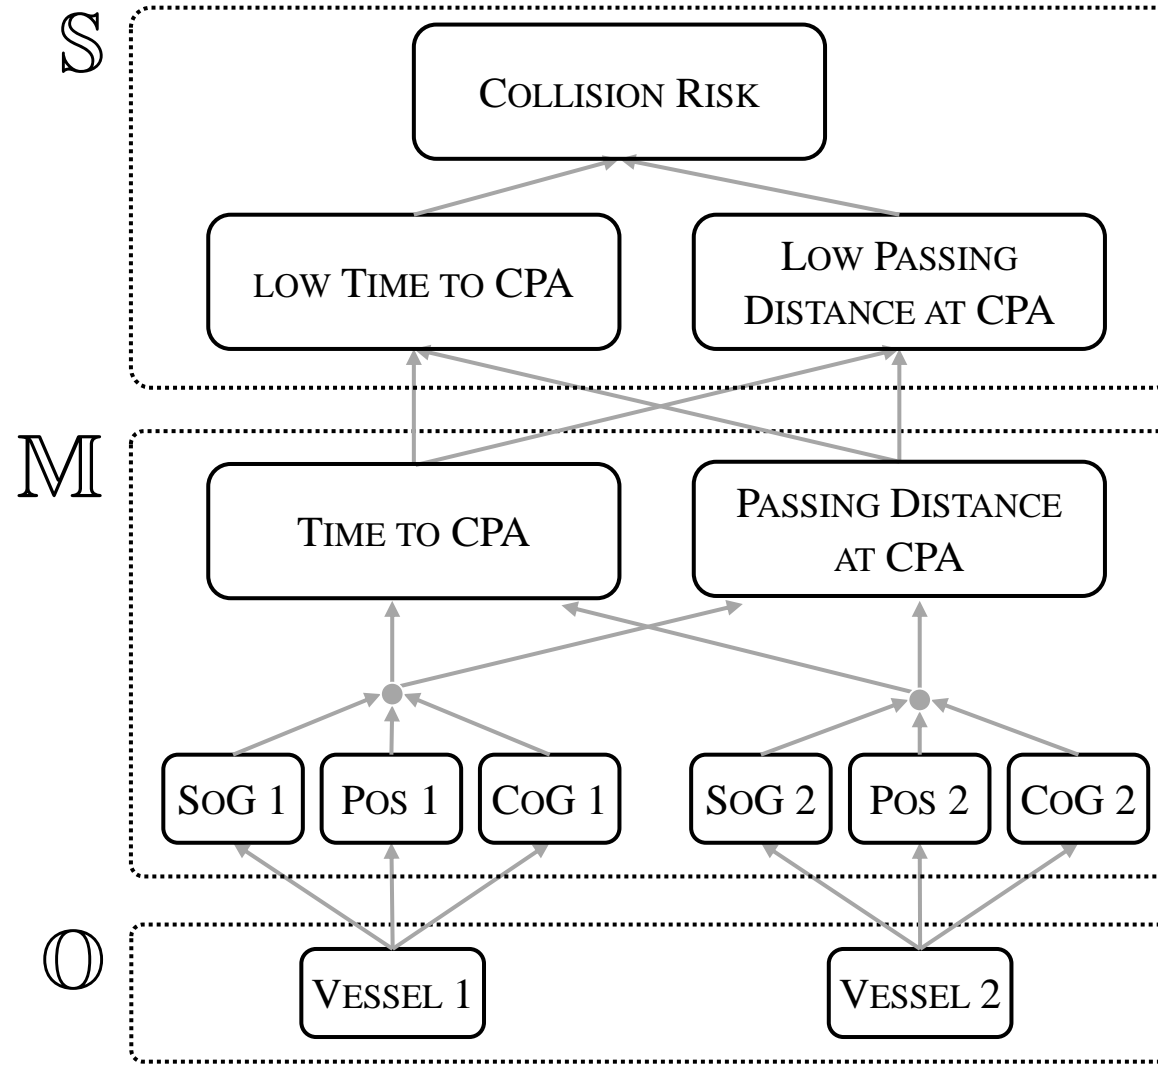 𝕊
COLLISION RISK
LOW TIME TO CPA
LOW PASSING
DISTANCE AT CPA
𝕄
TIME TO CPA
PASSING DISTANCE
AT CPA
SOG 1
POS 1
COG 1
SOG 2
POS 2
COG 2
𝕆
VESSEL 1
VESSEL 2